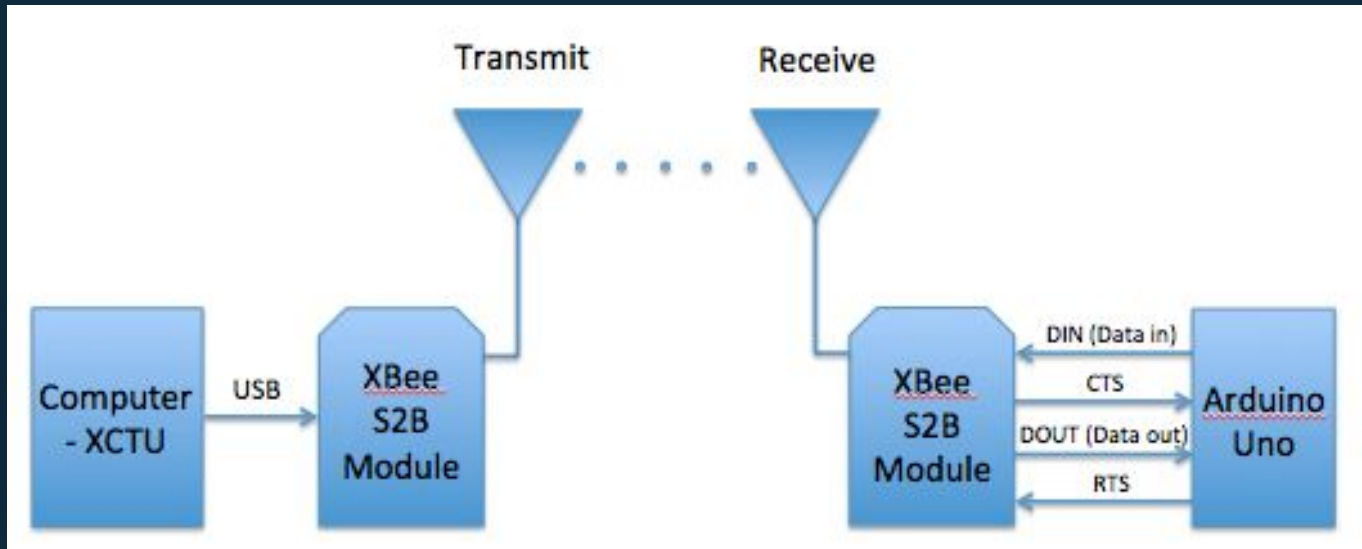 Transmit
Receive
Computer
- XCTU
USB
XBee
S2B
Module
XBee
S2B
Module
DIN (Data in)
CTS
DOUT (Data out)
RTS
Arduino
Uno